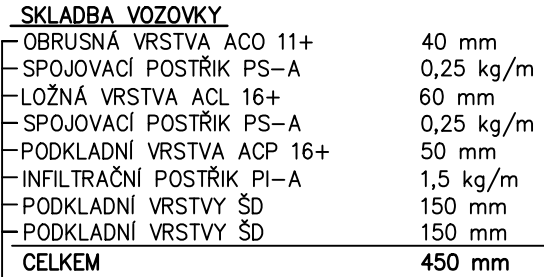 SKLADBA VOZOVKY
OBRUSNÁ VRSTVA ACO 11+ 40 mm
SPOJOVACÍ POSTŘIK PS-A 0,25 kg/m
LOŽNÁ VRSTVA ACL 16+ 60 mm
SPOJOVACÍ POSTŘIK PS-A 0,25 kg/m
PODKLADNÍ VRSTVA ACP 16+ 50 mm
INFILTRAČNÍ POSTŘIK PI-A 1,5 kg/m
PODKLADNÍ VRSTVY ŠD 150 mm
PODKLADNÍ VRSTVY ŠD 150 mm
CELKEM 450 mm